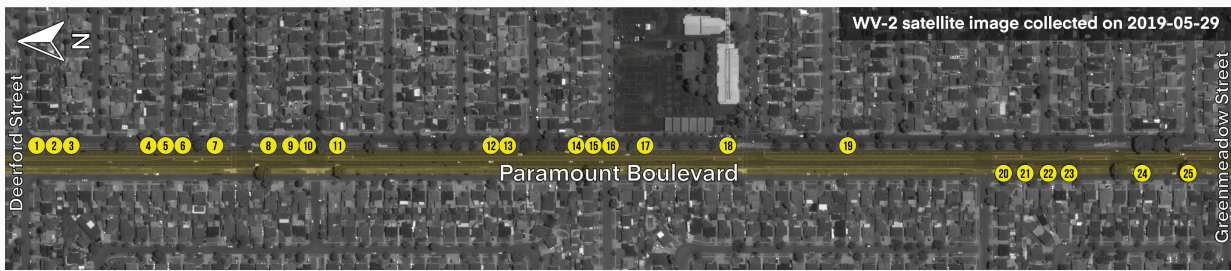 WV-2 satellite image collected on 2019-05-29
N
Deerford Street
Greenmeadow Street
1 2 3 4 5 6 7 8 9 10 11 12 13 14 15 16 17 18 19
Paramount Boulevard
20 21 22 23 24 25